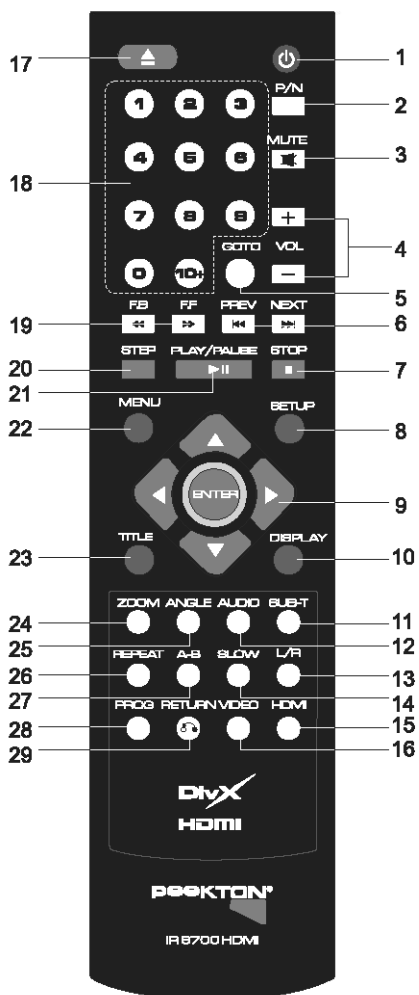 17 1
P/N
1 2 3 2
MUTE
18 4 5 6 3
7 8 9 + 4
GOTO VOL
0 10+ − 5
F.B F.F PREV NEXT
19 6
STEP PLAY/PAUSE STOP
20 7
21
MENU SETUP
22 8
ENTER 9
TITLE DISPLAY
23 10
ZOOM ANGLE AUDIO SUB-T
24 11
25 12
REPEAT A-B SLOW L/R
26 13
27 14
PROG RETURN VIDEO HDMI
28 15
29 16
DivX
HDMI
PeeKTON
IR 8700 HDMI